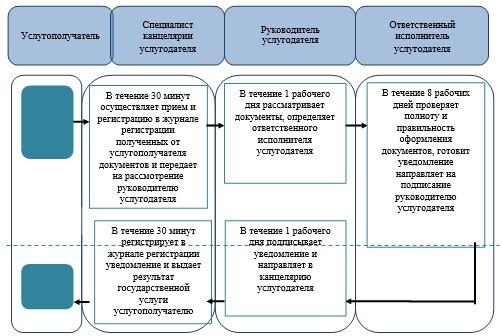 Услугополучатель
Специалист
канцелярии
услугодателя
Руководитель
услугодателя
Ответственный
исполнитель
услугодателя
В течение 30 минут
осуществляет прием и
регистрацию в журнале
регистрации
полученных от
услугополучателя
документов и передает
на рассмотрение
руководителю
услугодателя
В течение 1 рабочего
дня рассматривает
документы, определяет
ответственного
исполнителя
услугодателя
В течение 8 рабочих
дней проверяет
полноту и
правильность
оформления
документов, готовит
уведомление
направляет на
подписание
руководителю
услугодателя
В течение 30 минут
регистрирует в
журнале регистрации
уведомление и выдает
результат
государственной
услуги
услугополучателю
В течение 1 рабочего
дня подписывает
уведомление и
направляет в
канцелярию
услугодателя